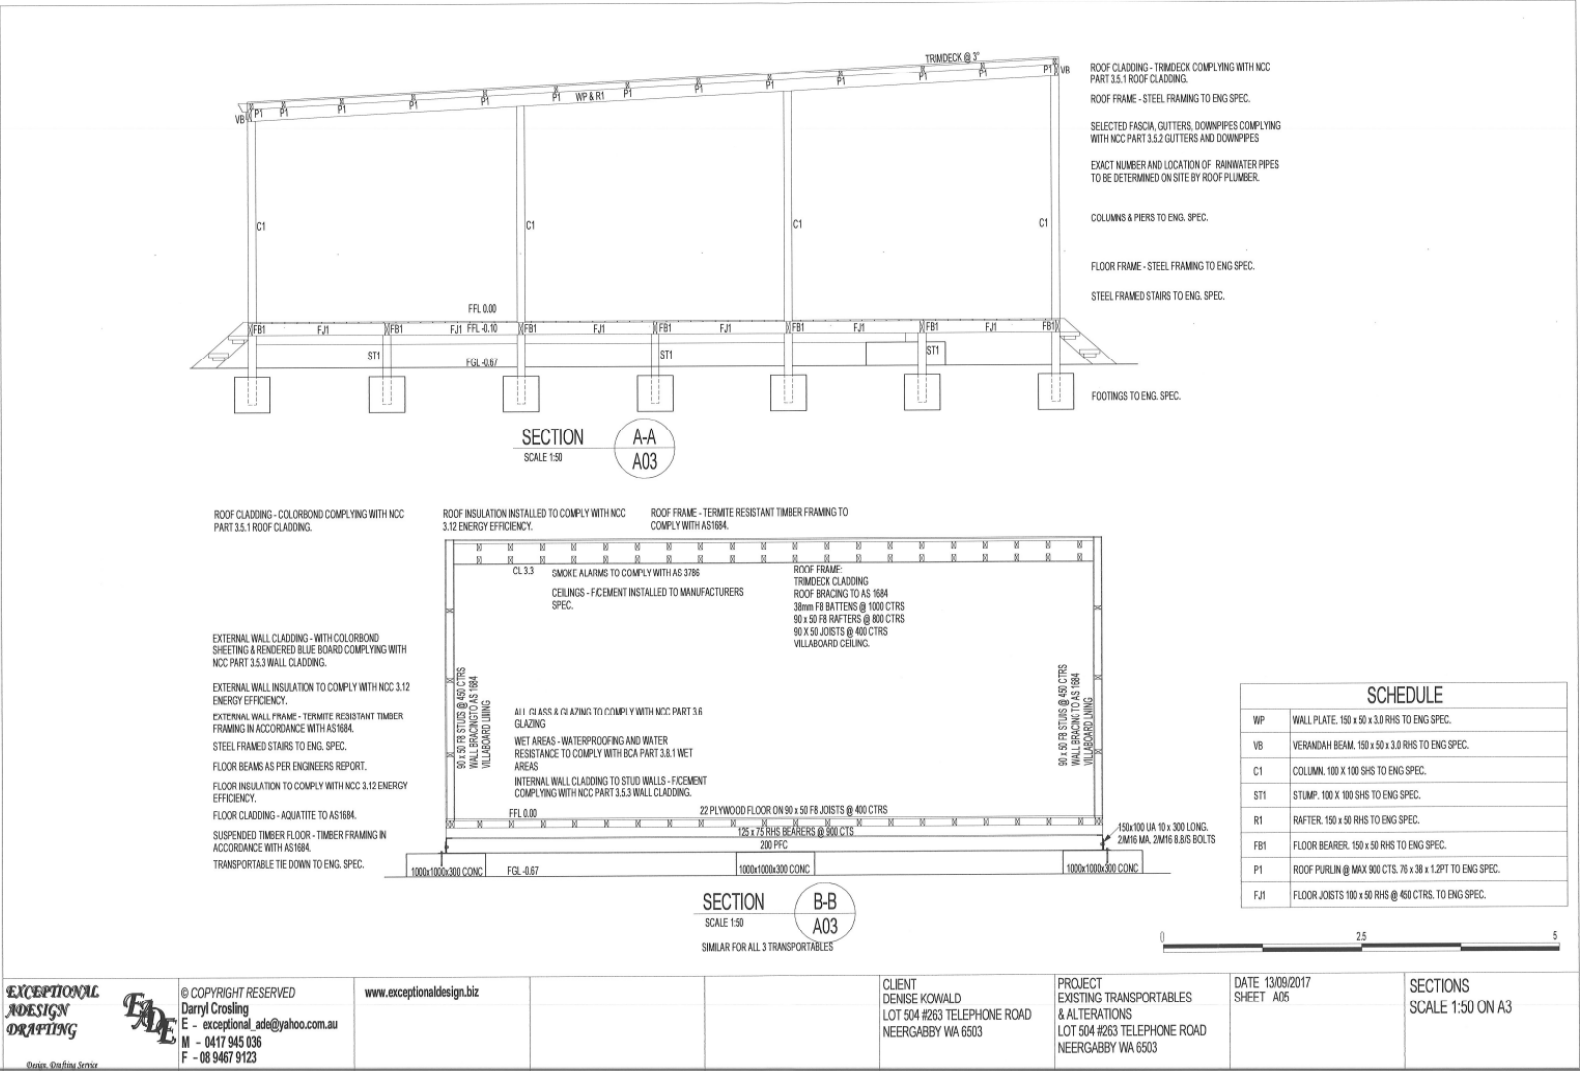 TRIMDECK @ 3°
P1 VB
VB P1 P1 P1 P1 P1 P1 WP & R1 P1 P1 P1 P1 P1 P1
C1 C1 C1 C1
FFL 0.00
FB1 FJ1 FB1 FJ1 FFL -0.10 FB1 FJ1 FB1 FJ1 FB1 FJ1 FB1 FJ1 FB1
ST1 ST1 ST1
FGL -0.67
SECTION A-A
SCALE 1:50 A03
ROOF CLADDING - TRIMDECK COMPLYING WITH NCC
PART 3.5.1 ROOF CLADDING.
ROOF FRAME - STEEL FRAMING TO ENG SPEC.
SELECTED FASCIA, GUTTERS, DOWNPIPES COMPLYING
WITH NCC PART 3.5.2 GUTTERS AND DOWNPIPES
EXACT NUMBER AND LOCATION OF RAINWATER PIPES
TO BE DETERMINED ON SITE BY ROOF PLUMBER.
COLUMNS & PIERS TO ENG. SPEC.
FLOOR FRAME - STEEL FRAMING TO ENG SPEC.
STEEL FRAMED STAIRS TO ENG. SPEC.
FOOTINGS TO ENG. SPEC.
ROOF CLADDING - COLORBOND COMPLYING WITH NCC
PART 3.5.1 ROOF CLADDING.
ROOF INSULATION INSTALLED TO COMPLY WITH NCC
3.12 ENERGY EFFICIENCY.
ROOF FRAME - TERMITE RESISTANT TIMBER FRAMING TO
COMPLY WITH AS1684.
CL 3.3
SMOKE ALARMS TO COMPLY WITH AS 3786
CEILINGS - F/CEMENT INSTALLED TO MANUFACTURERS
SPEC.
ROOF FRAME:
TRIMDECK CLADDING
ROOF BRACING TO AS 1684
38mm F8 BATTENS @ 1000 CTRS
90 x 50 F8 RAFTERS @ 800 CTRS
90 X 50 JOISTS @ 400 CTRS
VILLABOARD CEILING.
EXTERNAL WALL CLADDING - WITH COLORBOND
SHEETING & RENDERED BLUE BOARD COMPLYING WITH
NCC PART 3.5.3 WALL CLADDING.
EXTERNAL WALL INSULATION TO COMPLY WITH NCC 3.12
ENERGY EFFICIENCY.
EXTERNAL WALL FRAME - TERMITE RESISTANT TIMBER
FRAMING IN ACCORDANCE WITH AS1684.
STEEL FRAMED STAIRS TO ENG. SPEC.
FLOOR BEAMS AS PER ENGINEERS REPORT.
FLOOR INSULATION TO COMPLY WITH NCC 3.12 ENERGY
EFFICIENCY.
FLOOR CLADDING - AQUATITE TO AS1684.
SUSPENDED TIMBER FLOOR - TIMBER FRAMING IN
ACCORDANCE WITH AS1684.
TRANSPORTABLE TIE DOWN TO ENG. SPEC.
90 x 50 F8 STUDS @ 450 CTRS
WALL BRACING TO AS 1684
VILLABOARD LINING
ALL GLASS & GLAZING TO COMPLY WITH NCC PART 3.6
GLAZING
WET AREAS - WATERPROOFING AND WATER
RESISTANCE TO COMPLY WITH BCA PART 3.8.1 WET
AREAS
INTERNAL WALL CLADDING TO STUD WALLS - F/CEMENT
COMPLYING WITH NCC PART 3.5.3 WALL CLADDING.
90 x 50 F8 STUDS @ 450 CTRS
WALL BRACING TO AS 1684
VILLABOARD LINING
FFL 0.00
22 PLYWOOD FLOOR ON 90 x 50 F8 JOISTS @ 400 CTRS
125 x 75 RHS BEARERS @ 900 CTS
200 PFC
150x100 UA 10 x 300 LONG.
2/M16 MA, 2/M16 8.8/S BOLTS
1000x1000x300 CONC FGL -0.67 1000x1000x300 CONC 1000x1000x300 CONC
SECTION B-B
SCALE 1:50 A03
SIMILAR FOR ALL 3 TRANSPORTABLES
SCHEDULE
WP WALL PLATE. 150 x 50 x 3.0 RHS TO ENG SPEC.
VB VERANDAH BEAM. 150 x 50 x 3.0 RHS TO ENG SPEC.
C1 COLUMN. 100 X 100 SHS TO ENG SPEC.
ST1 STUMP. 100 X 100 SHS TO ENG SPEC.
R1 RAFTER. 150 x 50 RHS TO ENG SPEC.
FB1 FLOOR BEARER. 150 x 50 RHS TO ENG SPEC.
P1 ROOF PURLIN @ MAX 900 CTS. 76 x 38 x 1.2PT TO ENG SPEC.
FJ1 FLOOR JOISTS 100 x 50 RHS @ 450 CTRS. TO ENG SPEC.
0 2.5 5
EXCEPTIONAL
ADESIGN
DRAFTING
Design, Drafting Service
EADE
© COPYRIGHT RESERVED
Darryl Crosling
E - exceptional_ade@yahoo.com.au
M - 0417 945 036
F - 08 9467 9123
www.exceptionaldesign.biz
CLIENT
DENISE KOWALD
LOT 504 #263 TELEPHONE ROAD
NEERGABBY WA 6503
PROJECT
EXISTING TRANSPORTABLES
& ALTERATIONS
LOT 504 #263 TELEPHONE ROAD
NEERGABBY WA 6503
DATE 13/09/2017
SHEET A05
SECTIONS
SCALE 1:50 ON A3